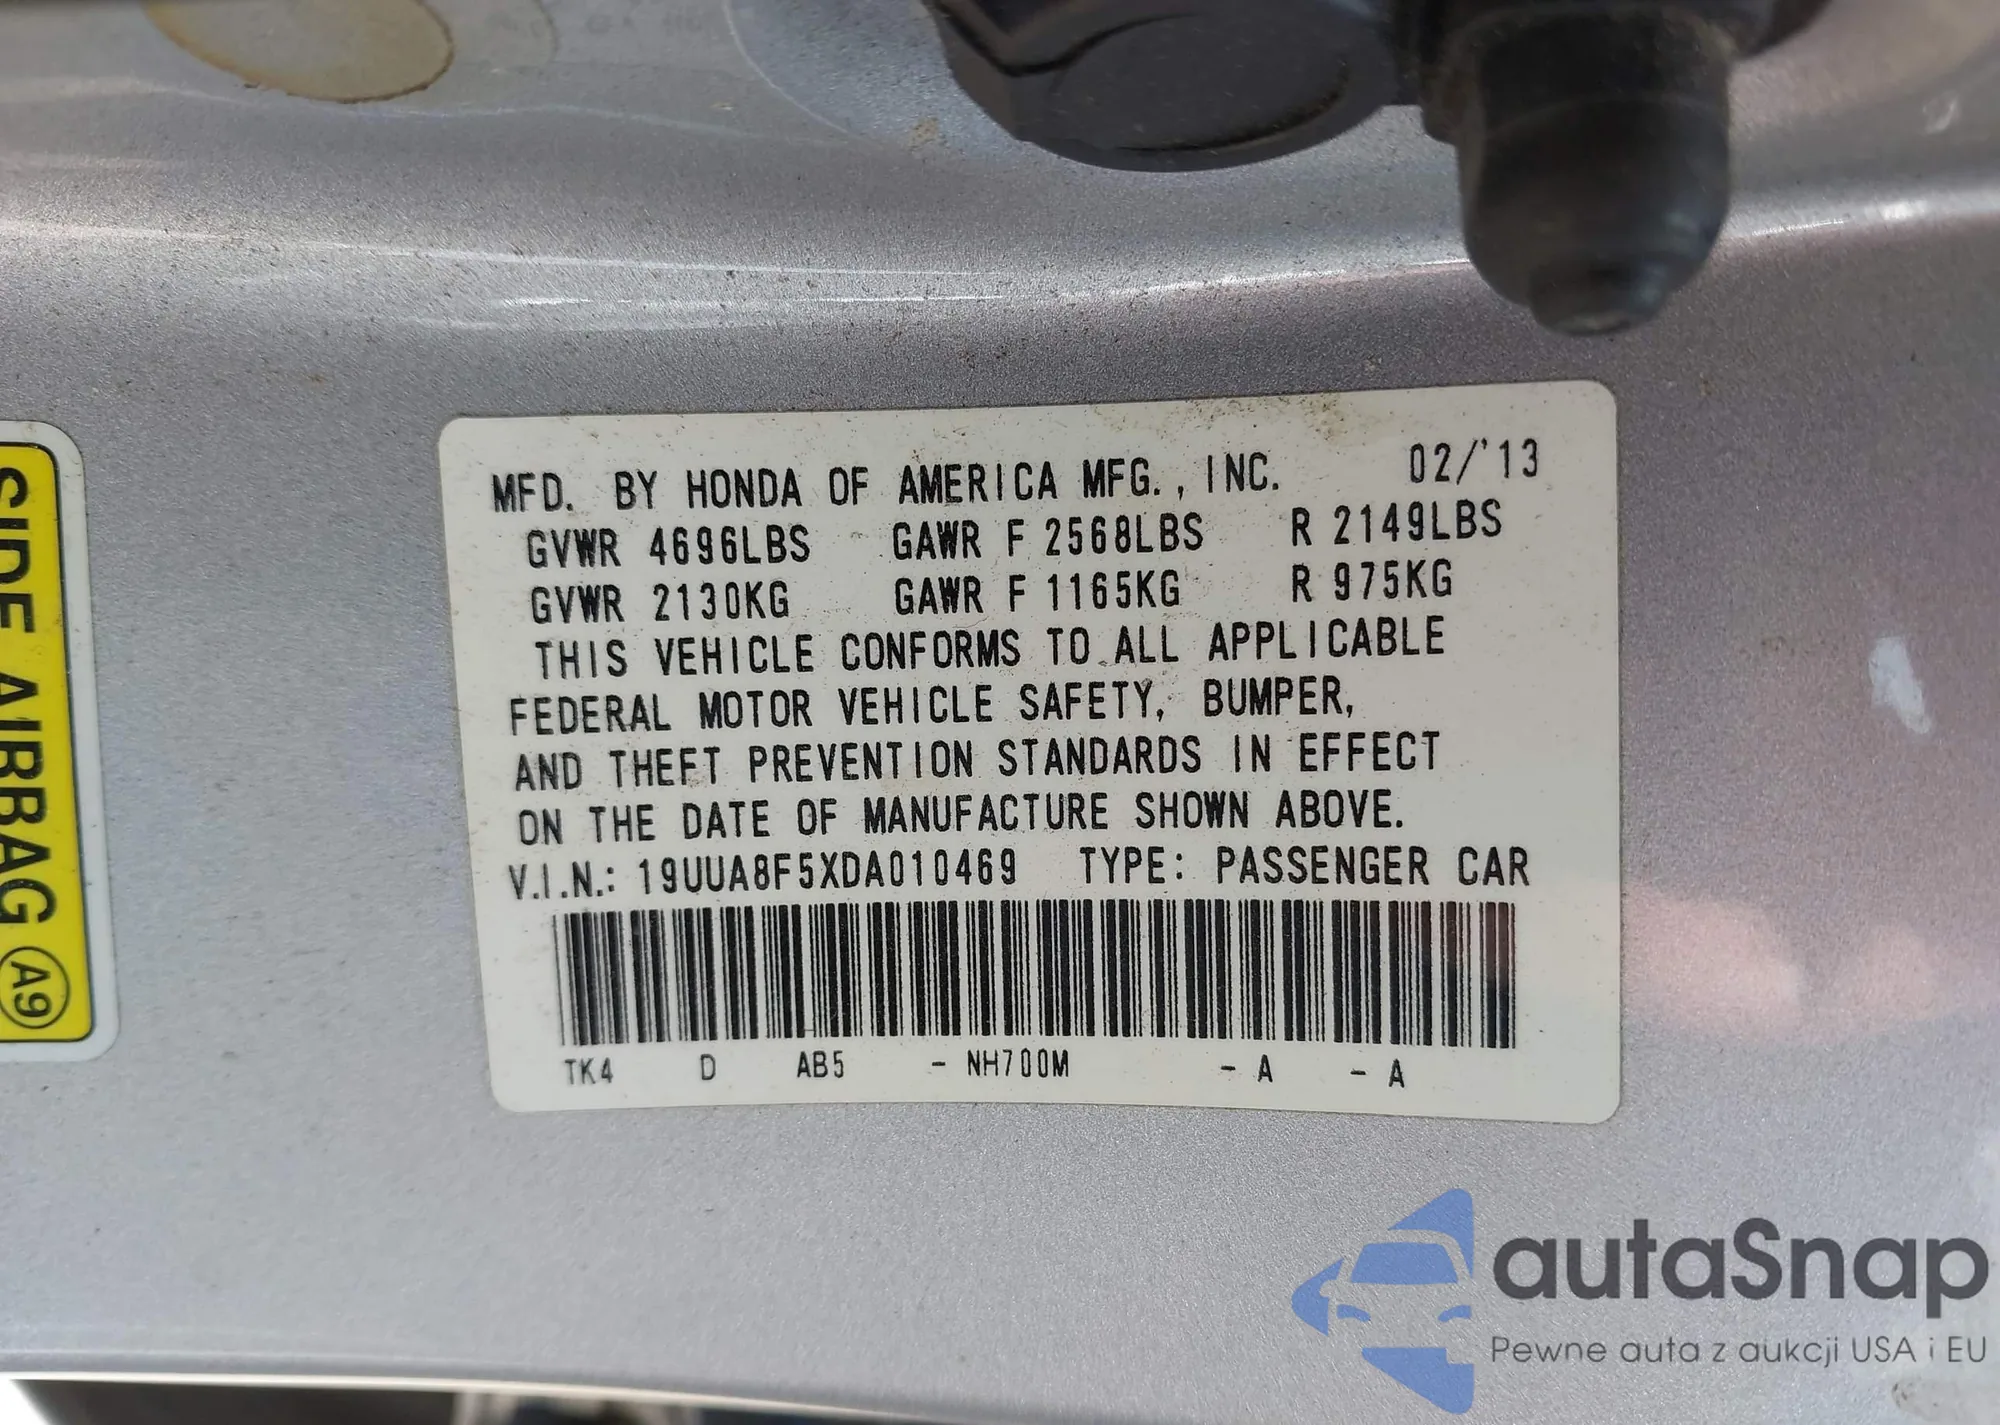 MFD. BY HONDA OF AMERICA MFG., INC. 02/'13
GVWR 4696LBS GAWR F 2568LBS R 2149LBS
GVWR 2130KG GAWR F 1165KG R 975KG
THIS VEHICLE CONFORMS TO ALL APPLICABLE
FEDERAL MOTOR VEHICLE SAFETY, BUMPER,
AND THEFT PREVENTION STANDARDS IN EFFECT
ON THE DATE OF MANUFACTURE SHOWN ABOVE.
V.I.N.: 19UUA8F5XDA010469 TYPE: PASSENGER CAR
TK4 D AB5 - NH700M - A - A
SIDE AIRBAG A9
autaSnap
Pewne auta z aukcji USA i EU